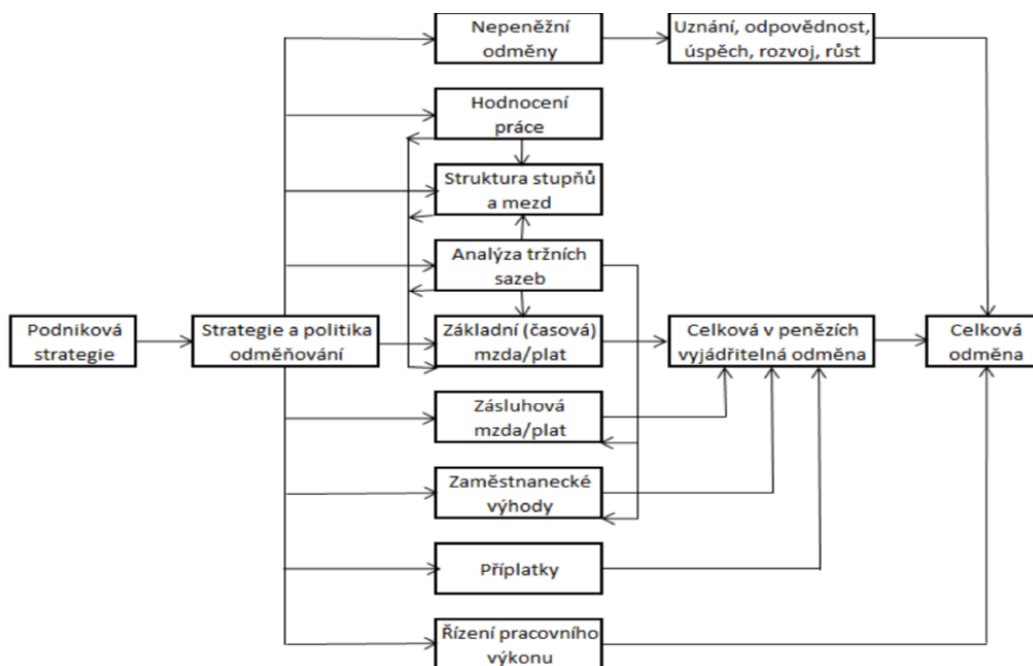 Nepeněžní
odměny
Uznání, odpovědnost,
úspěch, rozvoj, růst
Hodnocení
práce
Struktura stupňů
a mezd
Analýza tržních
sazeb
Podniková
strategie
Strategie a politika
odměňování
Základní (časová)
mzda/plat
Celková v penězích
vyjádřitelná odměna
Celková
odměna
Zásluhová
mzda/plat
Zaměstnanecké
výhody
Příplatky
Řízení pracovního
výkonu